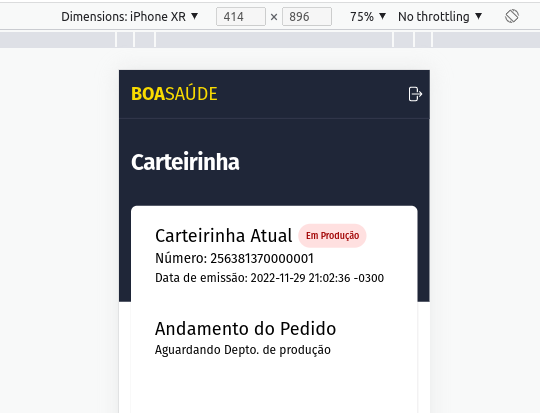 Dimensions: iPhone XR ▼ 414 × 896 75% ▼ No throttling ▼
BOASAÚDE
Carteirinha
Carteirinha Atual Em Produção
Número: 256381370000001
Data de emissão: 2022-11-29 21:02:36 -0300
Andamento do Pedido
Aguardando Depto. de produção